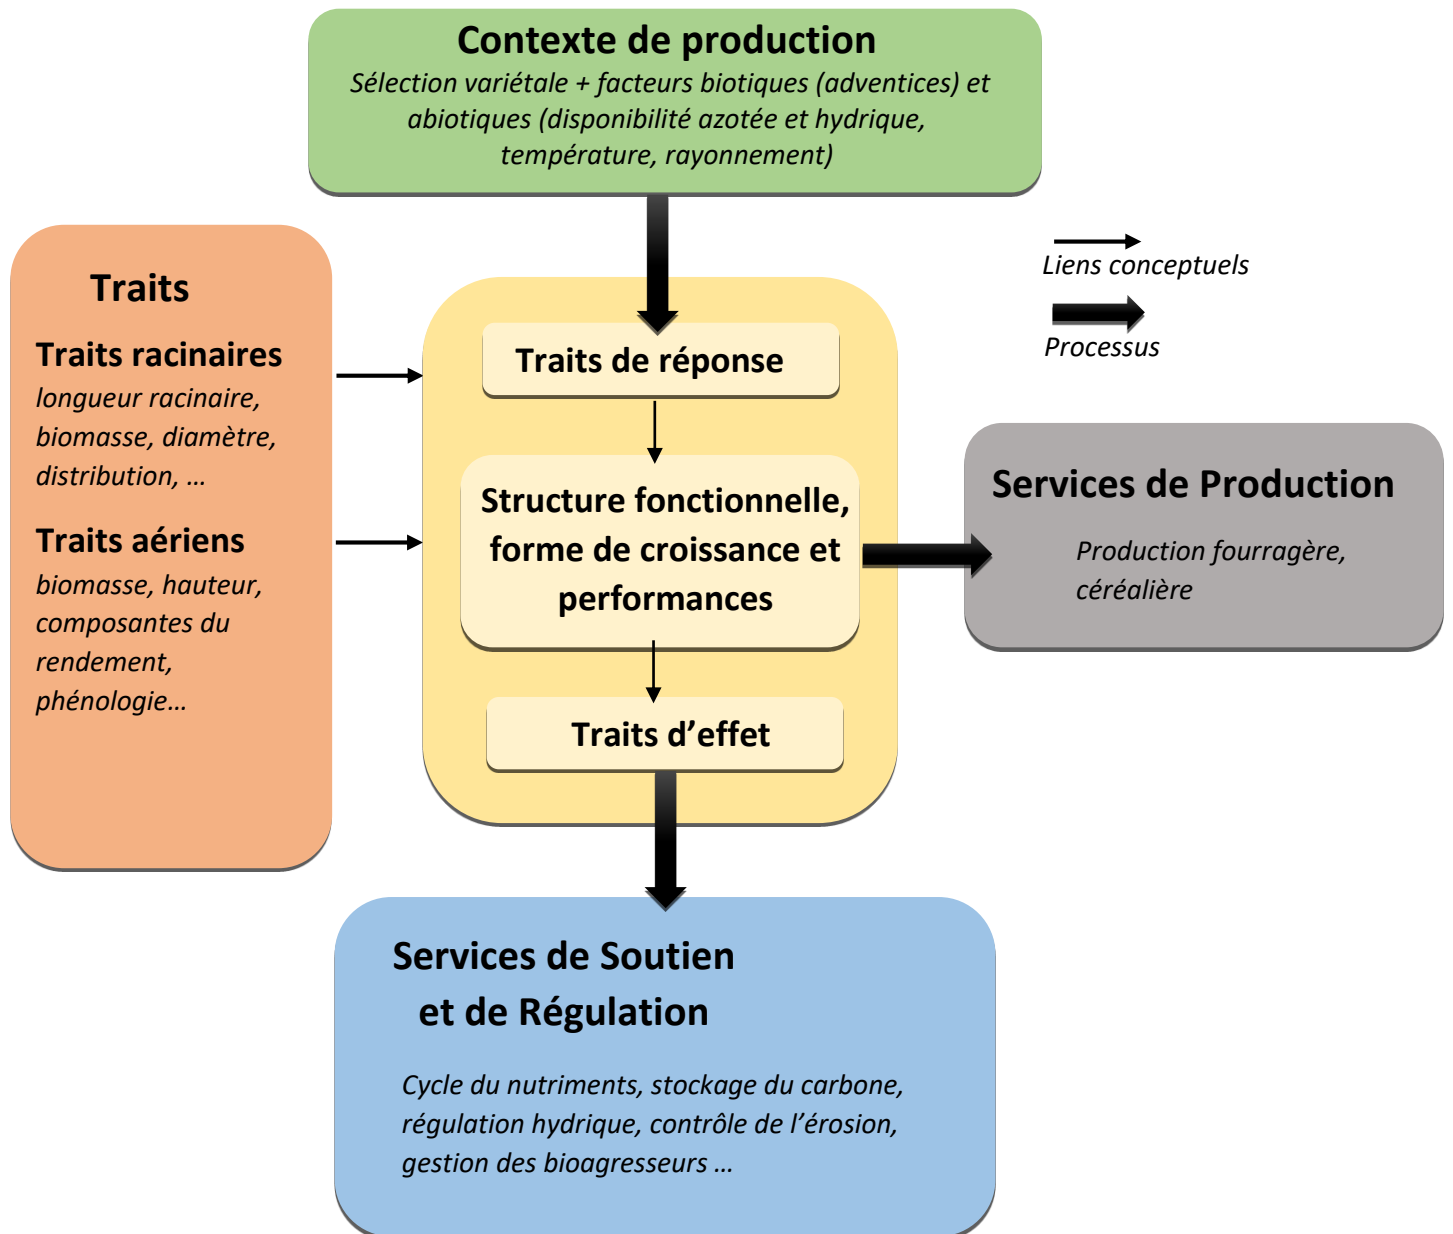 Contexte de production
Sélection variétale + facteurs biotiques (adventices) et
abiotiques (disponibilité azotée et hydrique,
température, rayonnement)
Traits
Traits racinaires
longueur racinaire,
biomasse, diamètre,
distribution, ...
Traits aériens
biomasse, hauteur,
composantes du
rendement,
phénologie...
Traits de réponse
Structure fonctionnelle,
forme de croissance et
performances
Traits d'effet
Liens conceptuels
Processus
Services de Production
Production fourragère,
céréalière
Services de Soutien
et de Régulation
Cycle du nutriments, stockage du carbone,
régulation hydrique, contrôle de l'érosion,
gestion des bioagresseurs ...